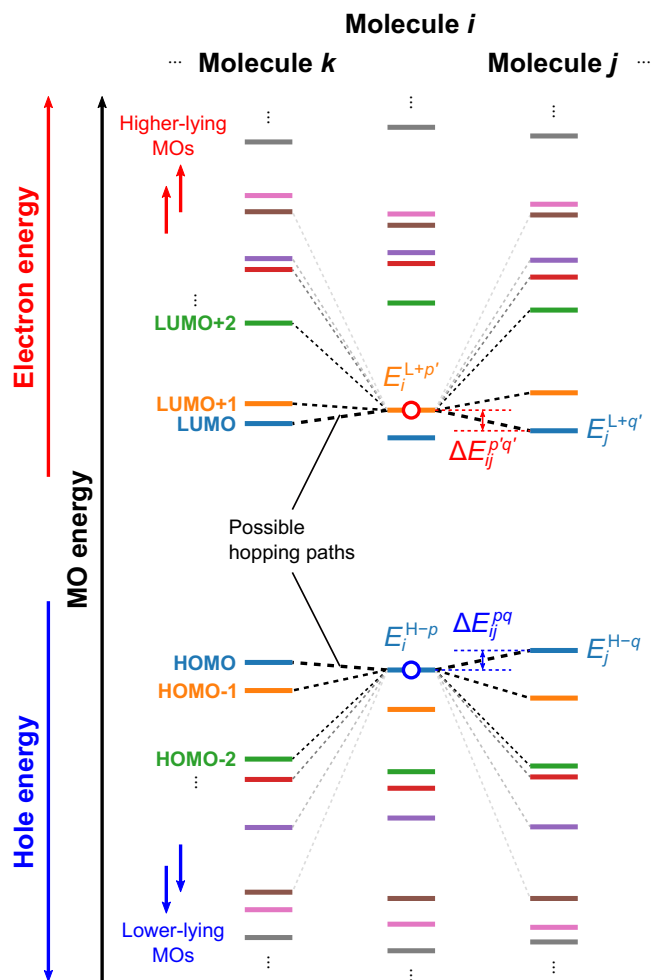 Molecule i
... Molecule k
Molecule j ...
Higher-lying
MOs
Electron energy
MO energy
Hole energy
LUMO+2
LUMO+1
LUMO
E_i^{L+p′}
E_j^{L+q′}
ΔE_{ij}^{p′q′}
Possible
hopping paths
E_i^{H−p}
ΔE_{ij}^{pq}
E_j^{H−q}
HOMO
HOMO-1
HOMO-2
Lower-lying
MOs